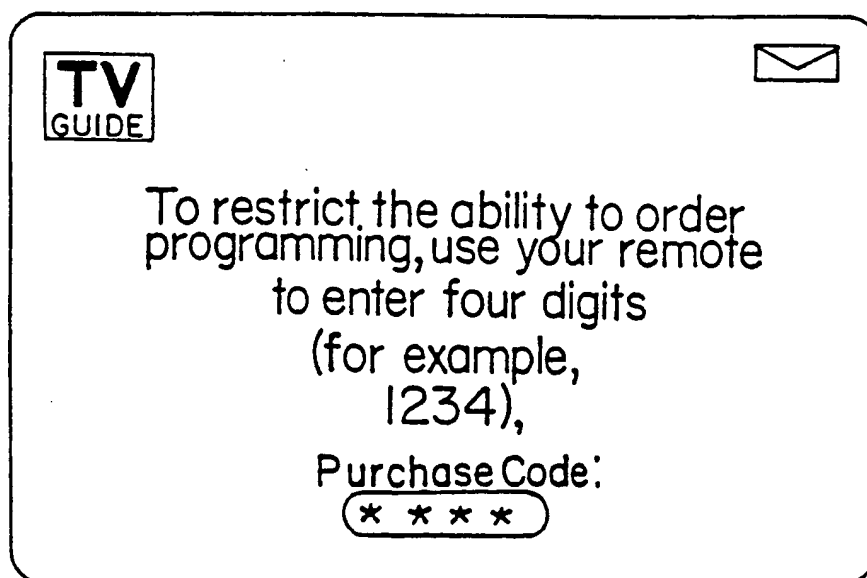 TV
GUIDE
To restrict the ability to order
programming, use your remote
to enter four digits
(for example,
1234),
Purchase Code:
* * * *